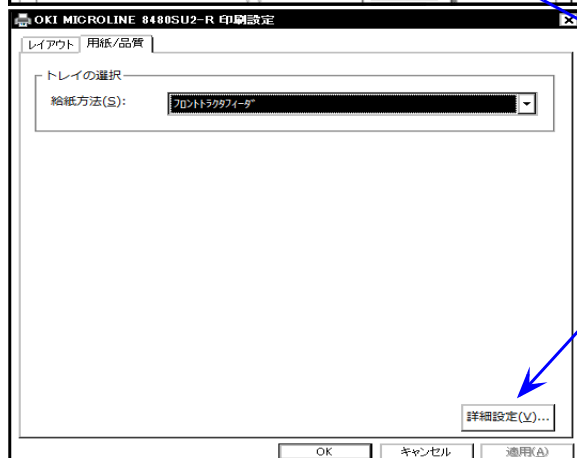 OKI MICROLINE 8480SU2-R 印刷設定
レイアウト 用紙/品質
トレイの選択
給紙方法(S): フロントトラクタフィーダ
詳細設定(V)...
OK キャンセル 適用(A)